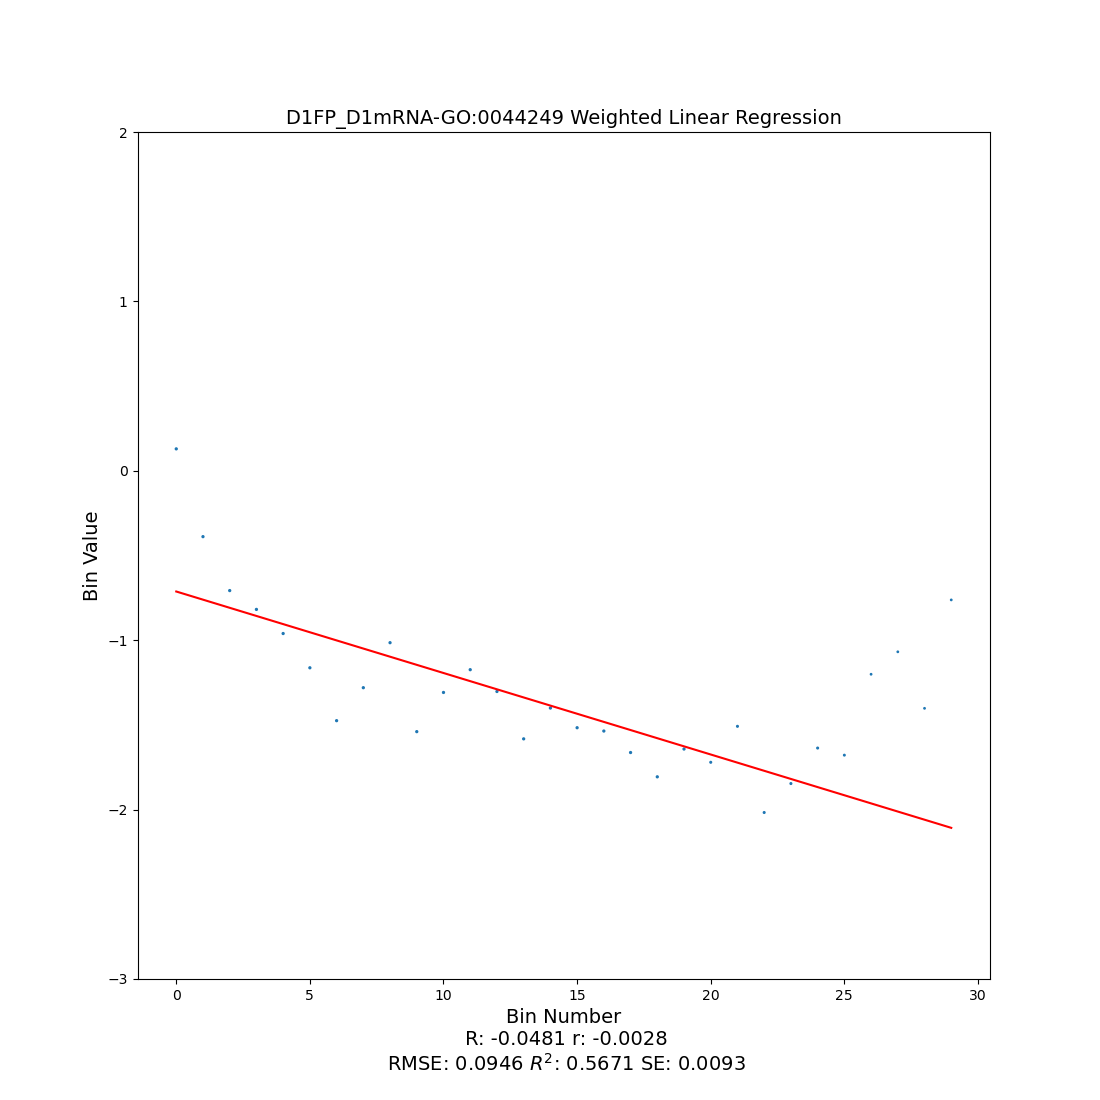 D1FP_D1mRNA-GO:0044249 Weighted Linear Regression
2
1
0
−1
−2
−3
Bin Value
0 5 10 15 20 25 30
Bin Number
R: -0.0481 r: -0.0028
RMSE: 0.0946 R²: 0.5671 SE: 0.0093